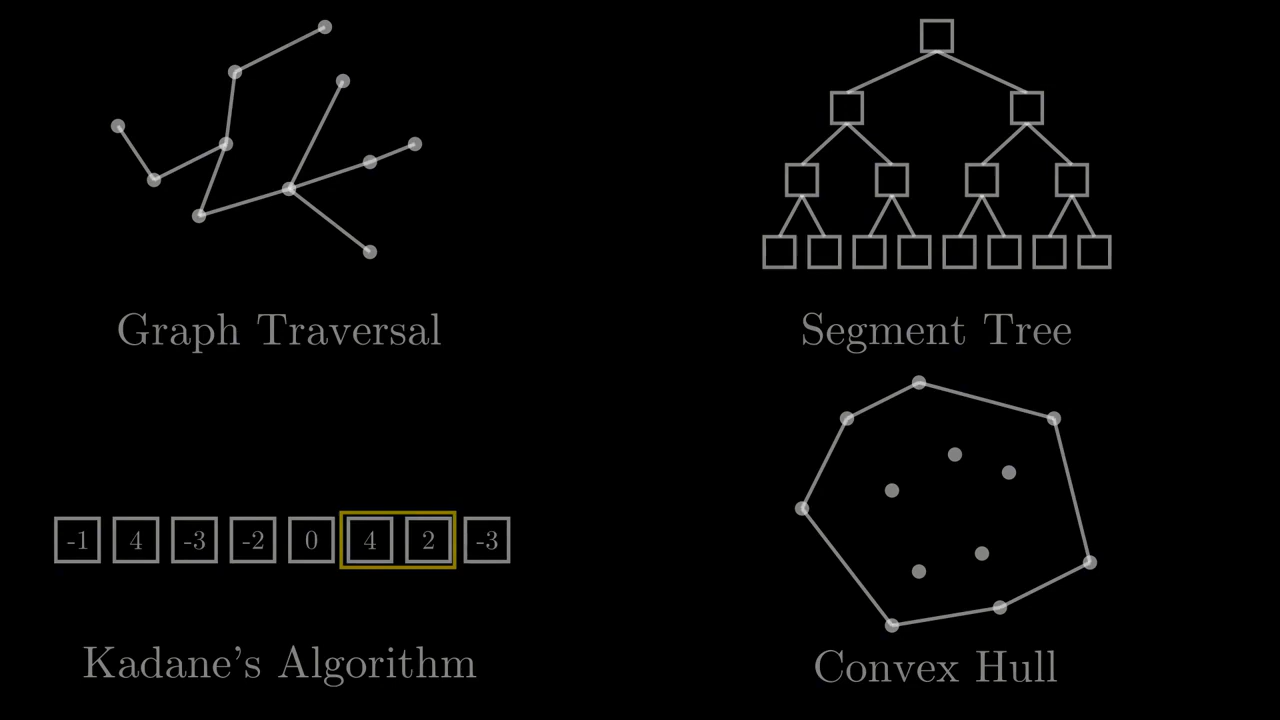 Graph Traversal
Segment Tree
-1 4 -3 -2 0 4 2 -3
Kadane's Algorithm
Convex Hull